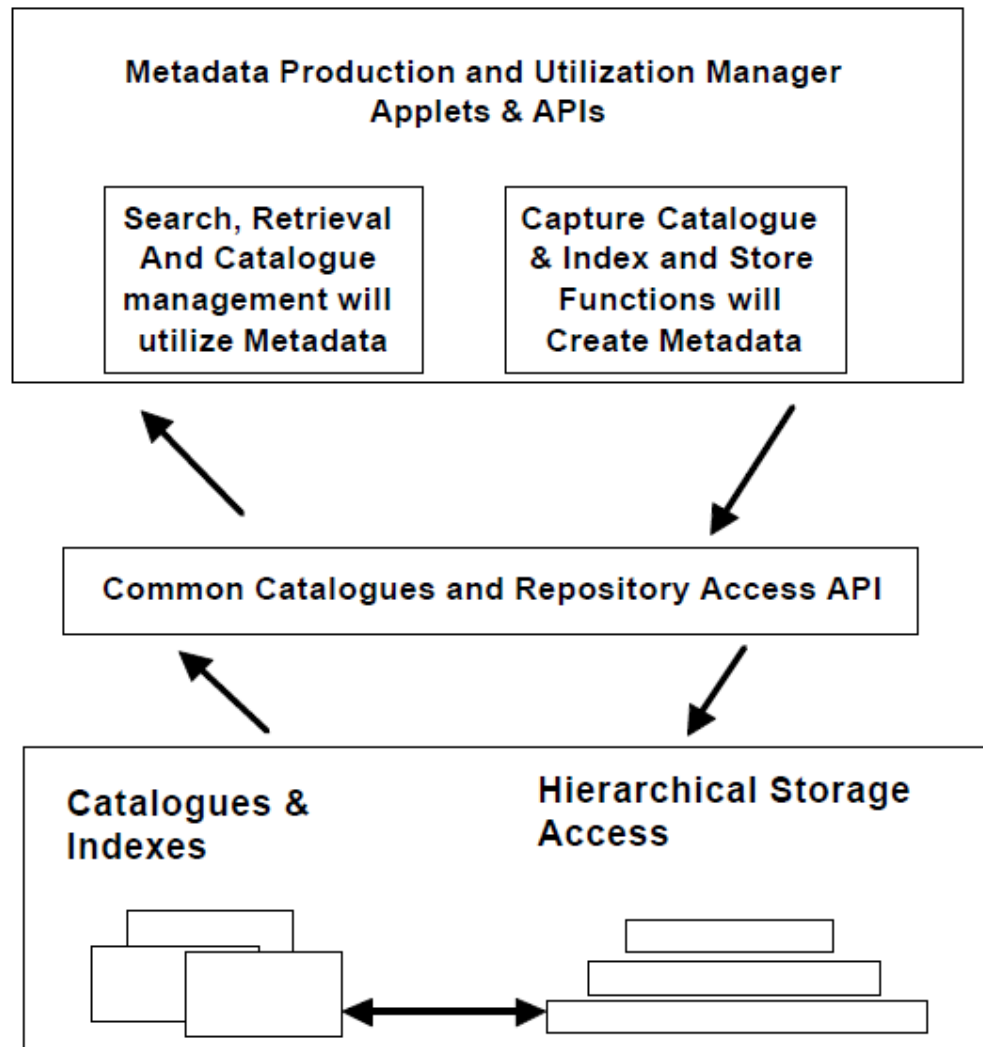 Metadata Production and Utilization Manager
Applets & APIs
Search, Retrieval
And Catalogue
management will
utilize Metadata
Capture Catalogue
& Index and Store
Functions will
Create Metadata
Common Catalogues and Repository Access API
Catalogues &
Indexes
Hierarchical Storage
Access